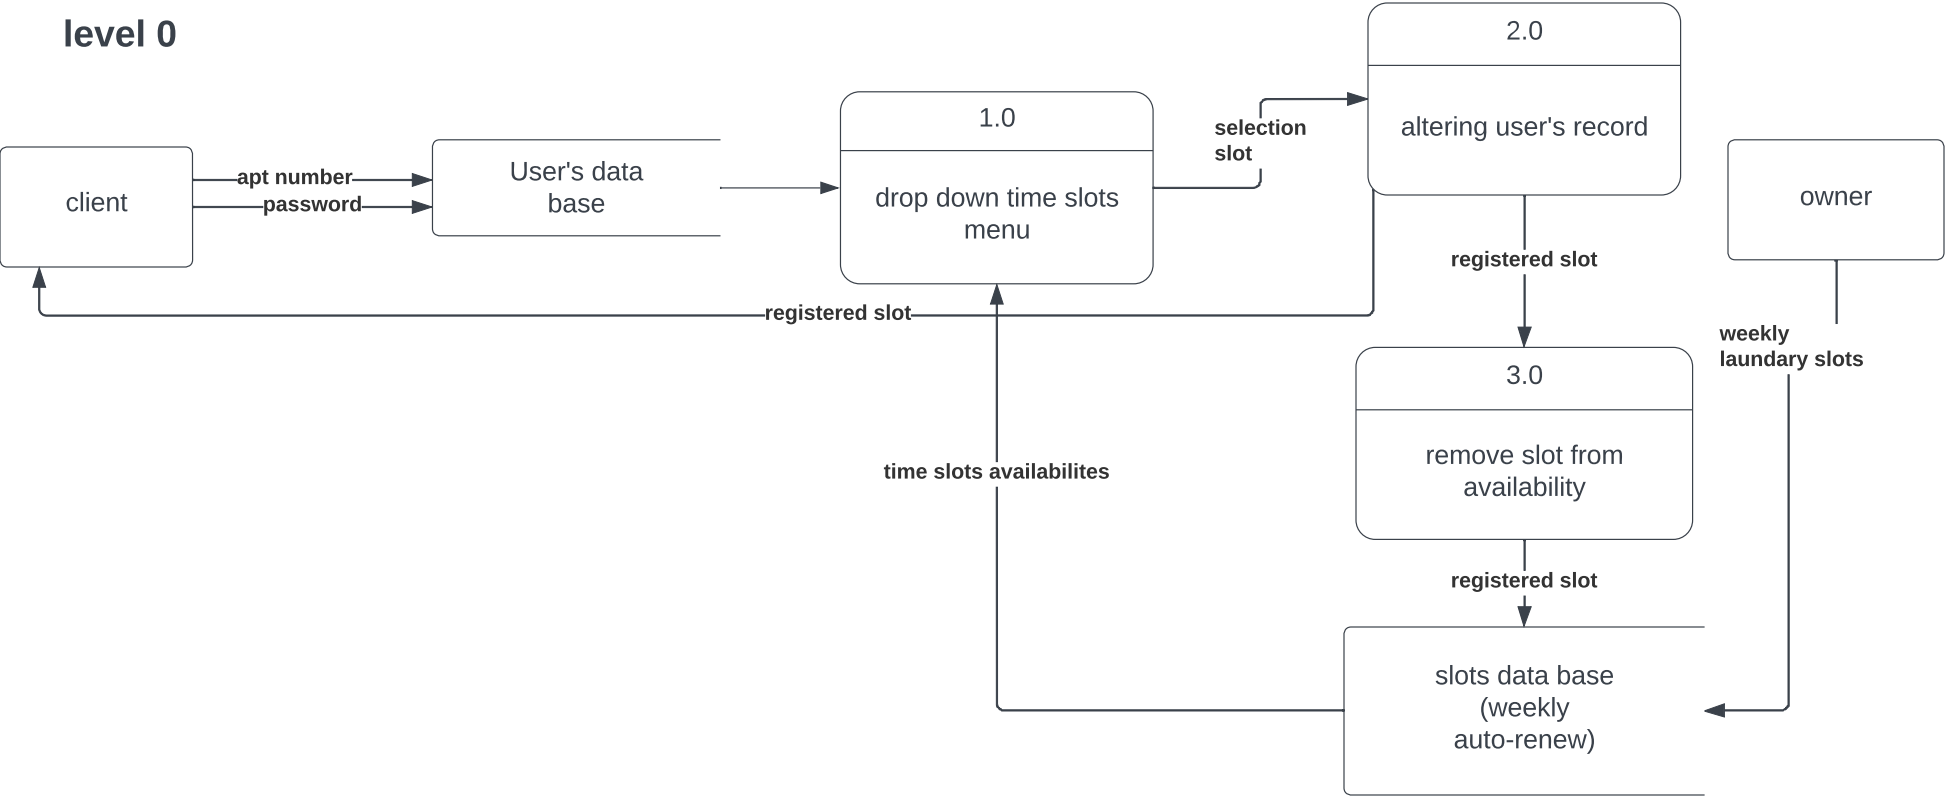 level 0
client
apt number
password
User's data
base
1.0
drop down time slots
menu
selection
slot
2.0
altering user's record
owner
registered slot
registered slot
weekly
laundary slots
3.0
remove slot from
availability
time slots availabilites
registered slot
slots data base
(weekly
auto-renew)